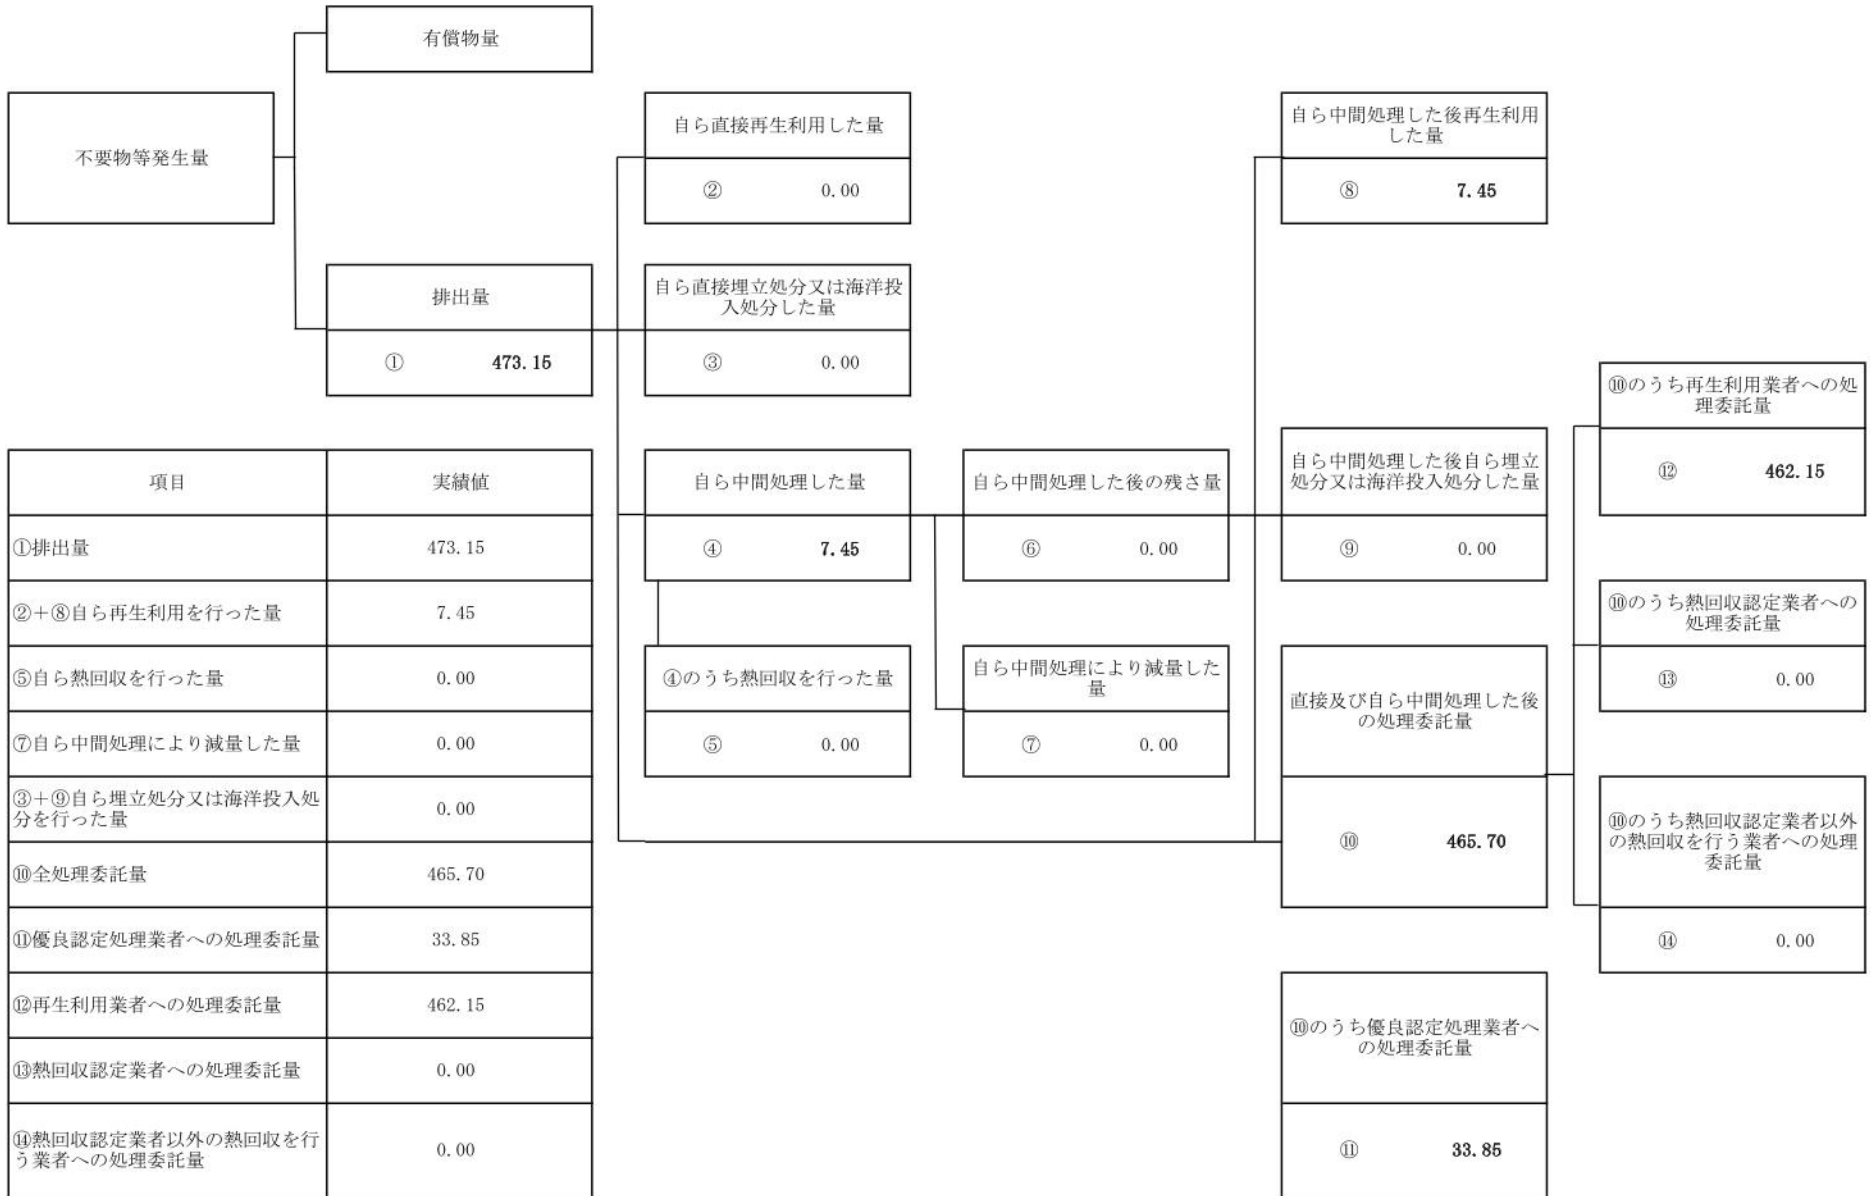 有償物量
不要物等発生量
自ら直接再生利用した量
② 0.00
自ら中間処理した後再生利用
した量
⑧ 7.45
排出量
① 473.15
自ら直接埋立処分又は海洋投
入処分した量
③ 0.00
項目 実績値
①排出量 473.15
②+⑧自ら再生利用を行った量 7.45
⑤自ら熱回収を行った量 0.00
⑦自ら中間処理により減量した量 0.00
③+⑨自ら埋立処分又は海洋投入処
分を行った量 0.00
⑩全処理委託量 465.70
⑪優良認定処理業者への処理委託量 33.85
⑫再生利用業者への処理委託量 462.15
⑬熱回収認定業者への処理委託量 0.00
⑭熱回収認定業者以外の熱回収を行
う業者への処理委託量 0.00
自ら中間処理した量
④ 7.45
④のうち熱回収を行った量
⑤ 0.00
自ら中間処理した後の残さ量
⑥ 0.00
自ら中間処理により減量した
量
⑦ 0.00
自ら中間処理した後自ら埋立
処分又は海洋投入処分した量
⑨ 0.00
直接及び自ら中間処理した後
の処理委託量
⑩ 465.70
⑩のうち優良認定処理業者へ
の処理委託量
⑪ 33.85
⑩のうち再生利用業者への処
理委託量
⑫ 462.15
⑩のうち熱回収認定業者への
処理委託量
⑬ 0.00
⑩のうち熱回収認定業者以外
の熱回収を行う業者への処理
委託量
⑭ 0.00